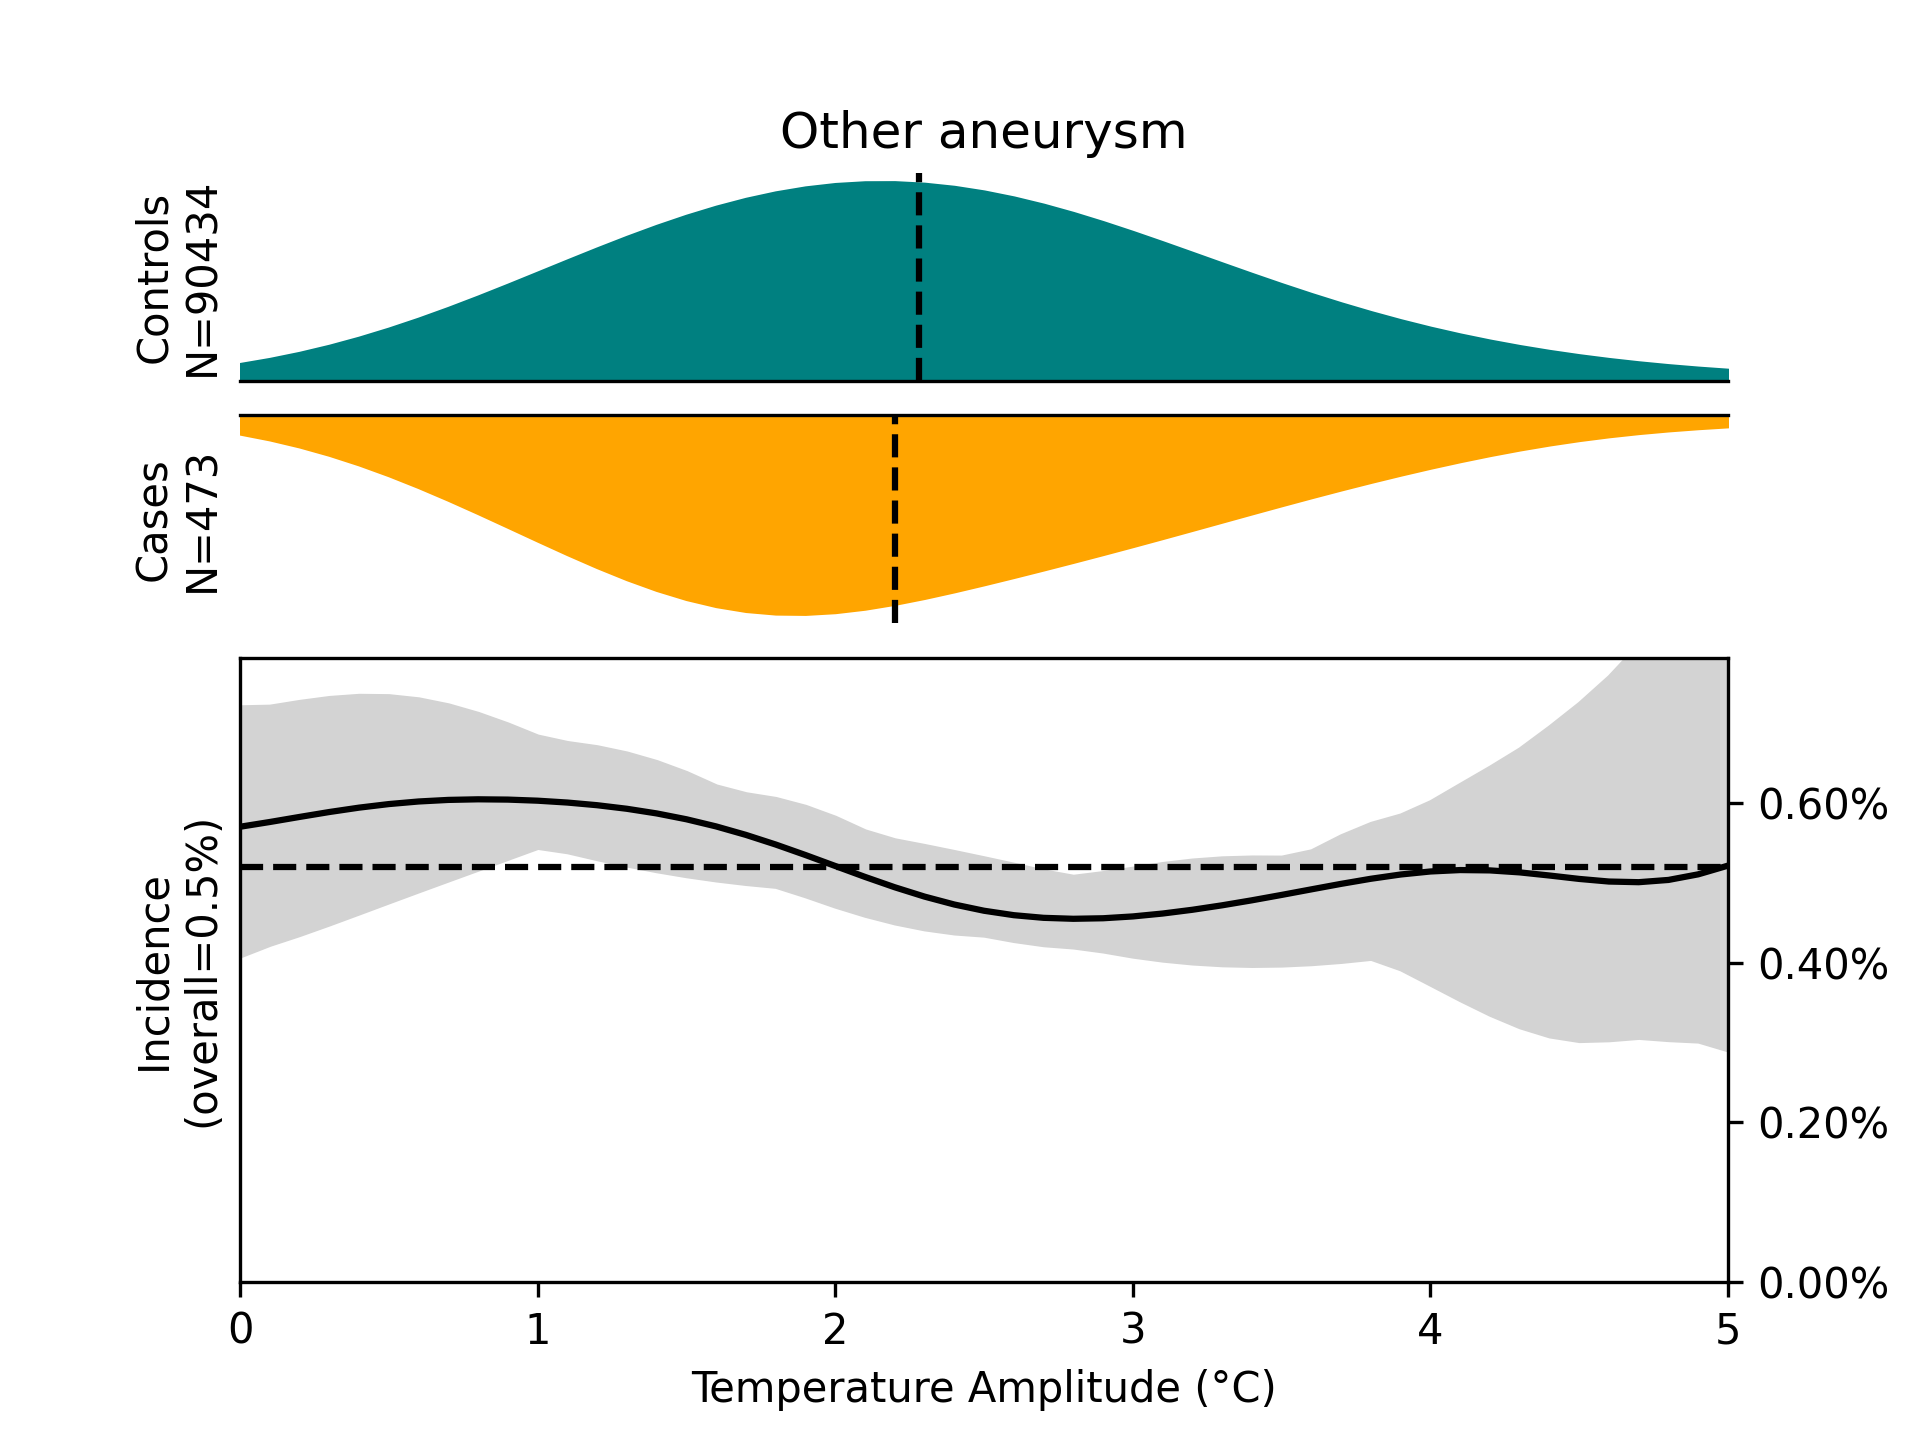 Other aneurysm
Controls
N=90434
Cases
N=473
Incidence
(overall=0.5%)
0.60%
0.40%
0.20%
0.00%
0 1 2 3 4 5
Temperature Amplitude (°C)